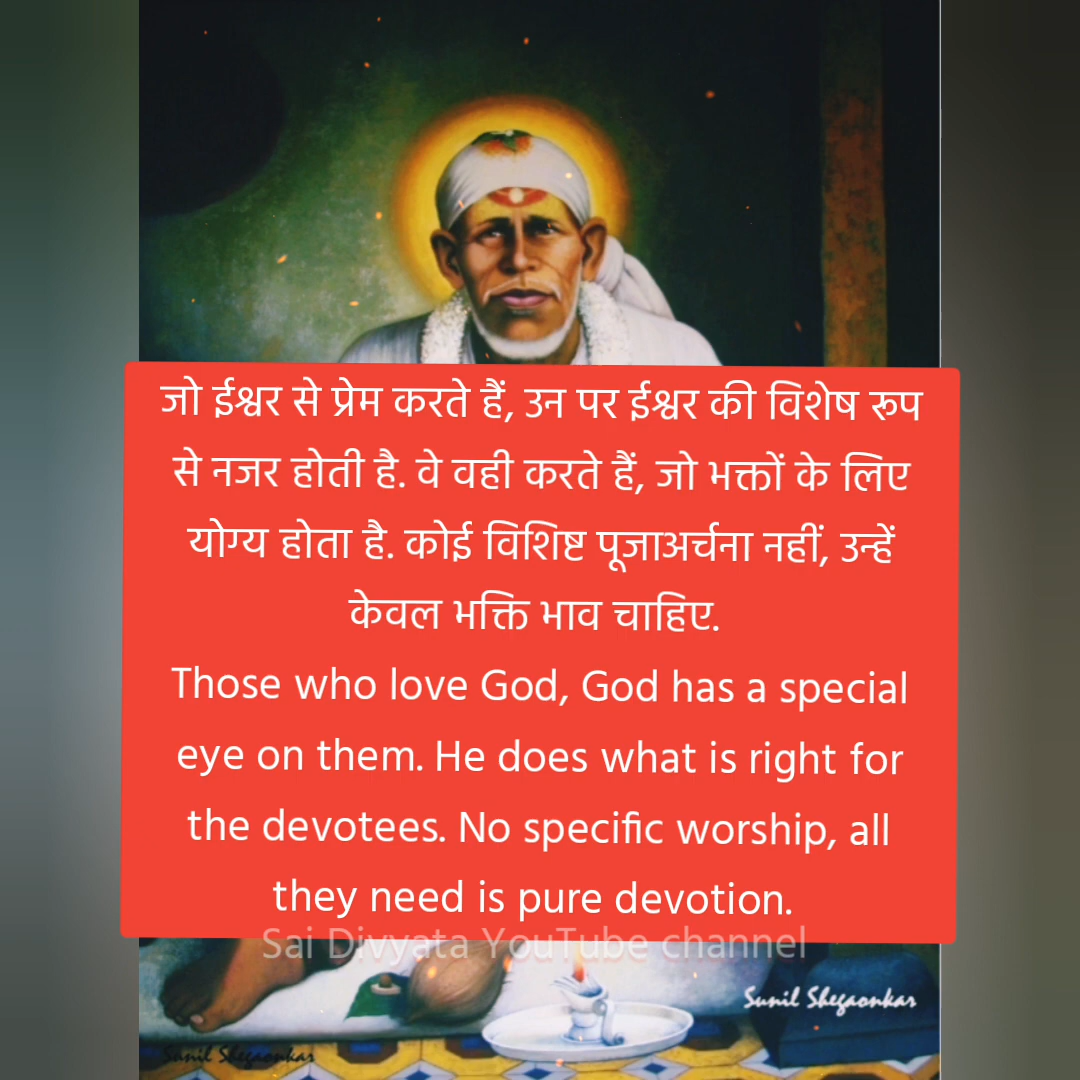 जो ईश्वर से प्रेम करते हैं, उन पर ईश्वर की विशेष रूप
से नजर होती है. वे वही करते हैं, जो भक्तों के लिए
योग्य होता है. कोई विशिष्ट पूजाअर्चना नहीं, उन्हें
केवल भक्ति भाव चाहिए.
Those who love God, God has a special
eye on them. He does what is right for
the devotees. No specific worship, all
they need is pure devotion.
Sai Divyata YouTube channel
Sunil Shegaonkar
Sunil Shegaonkar